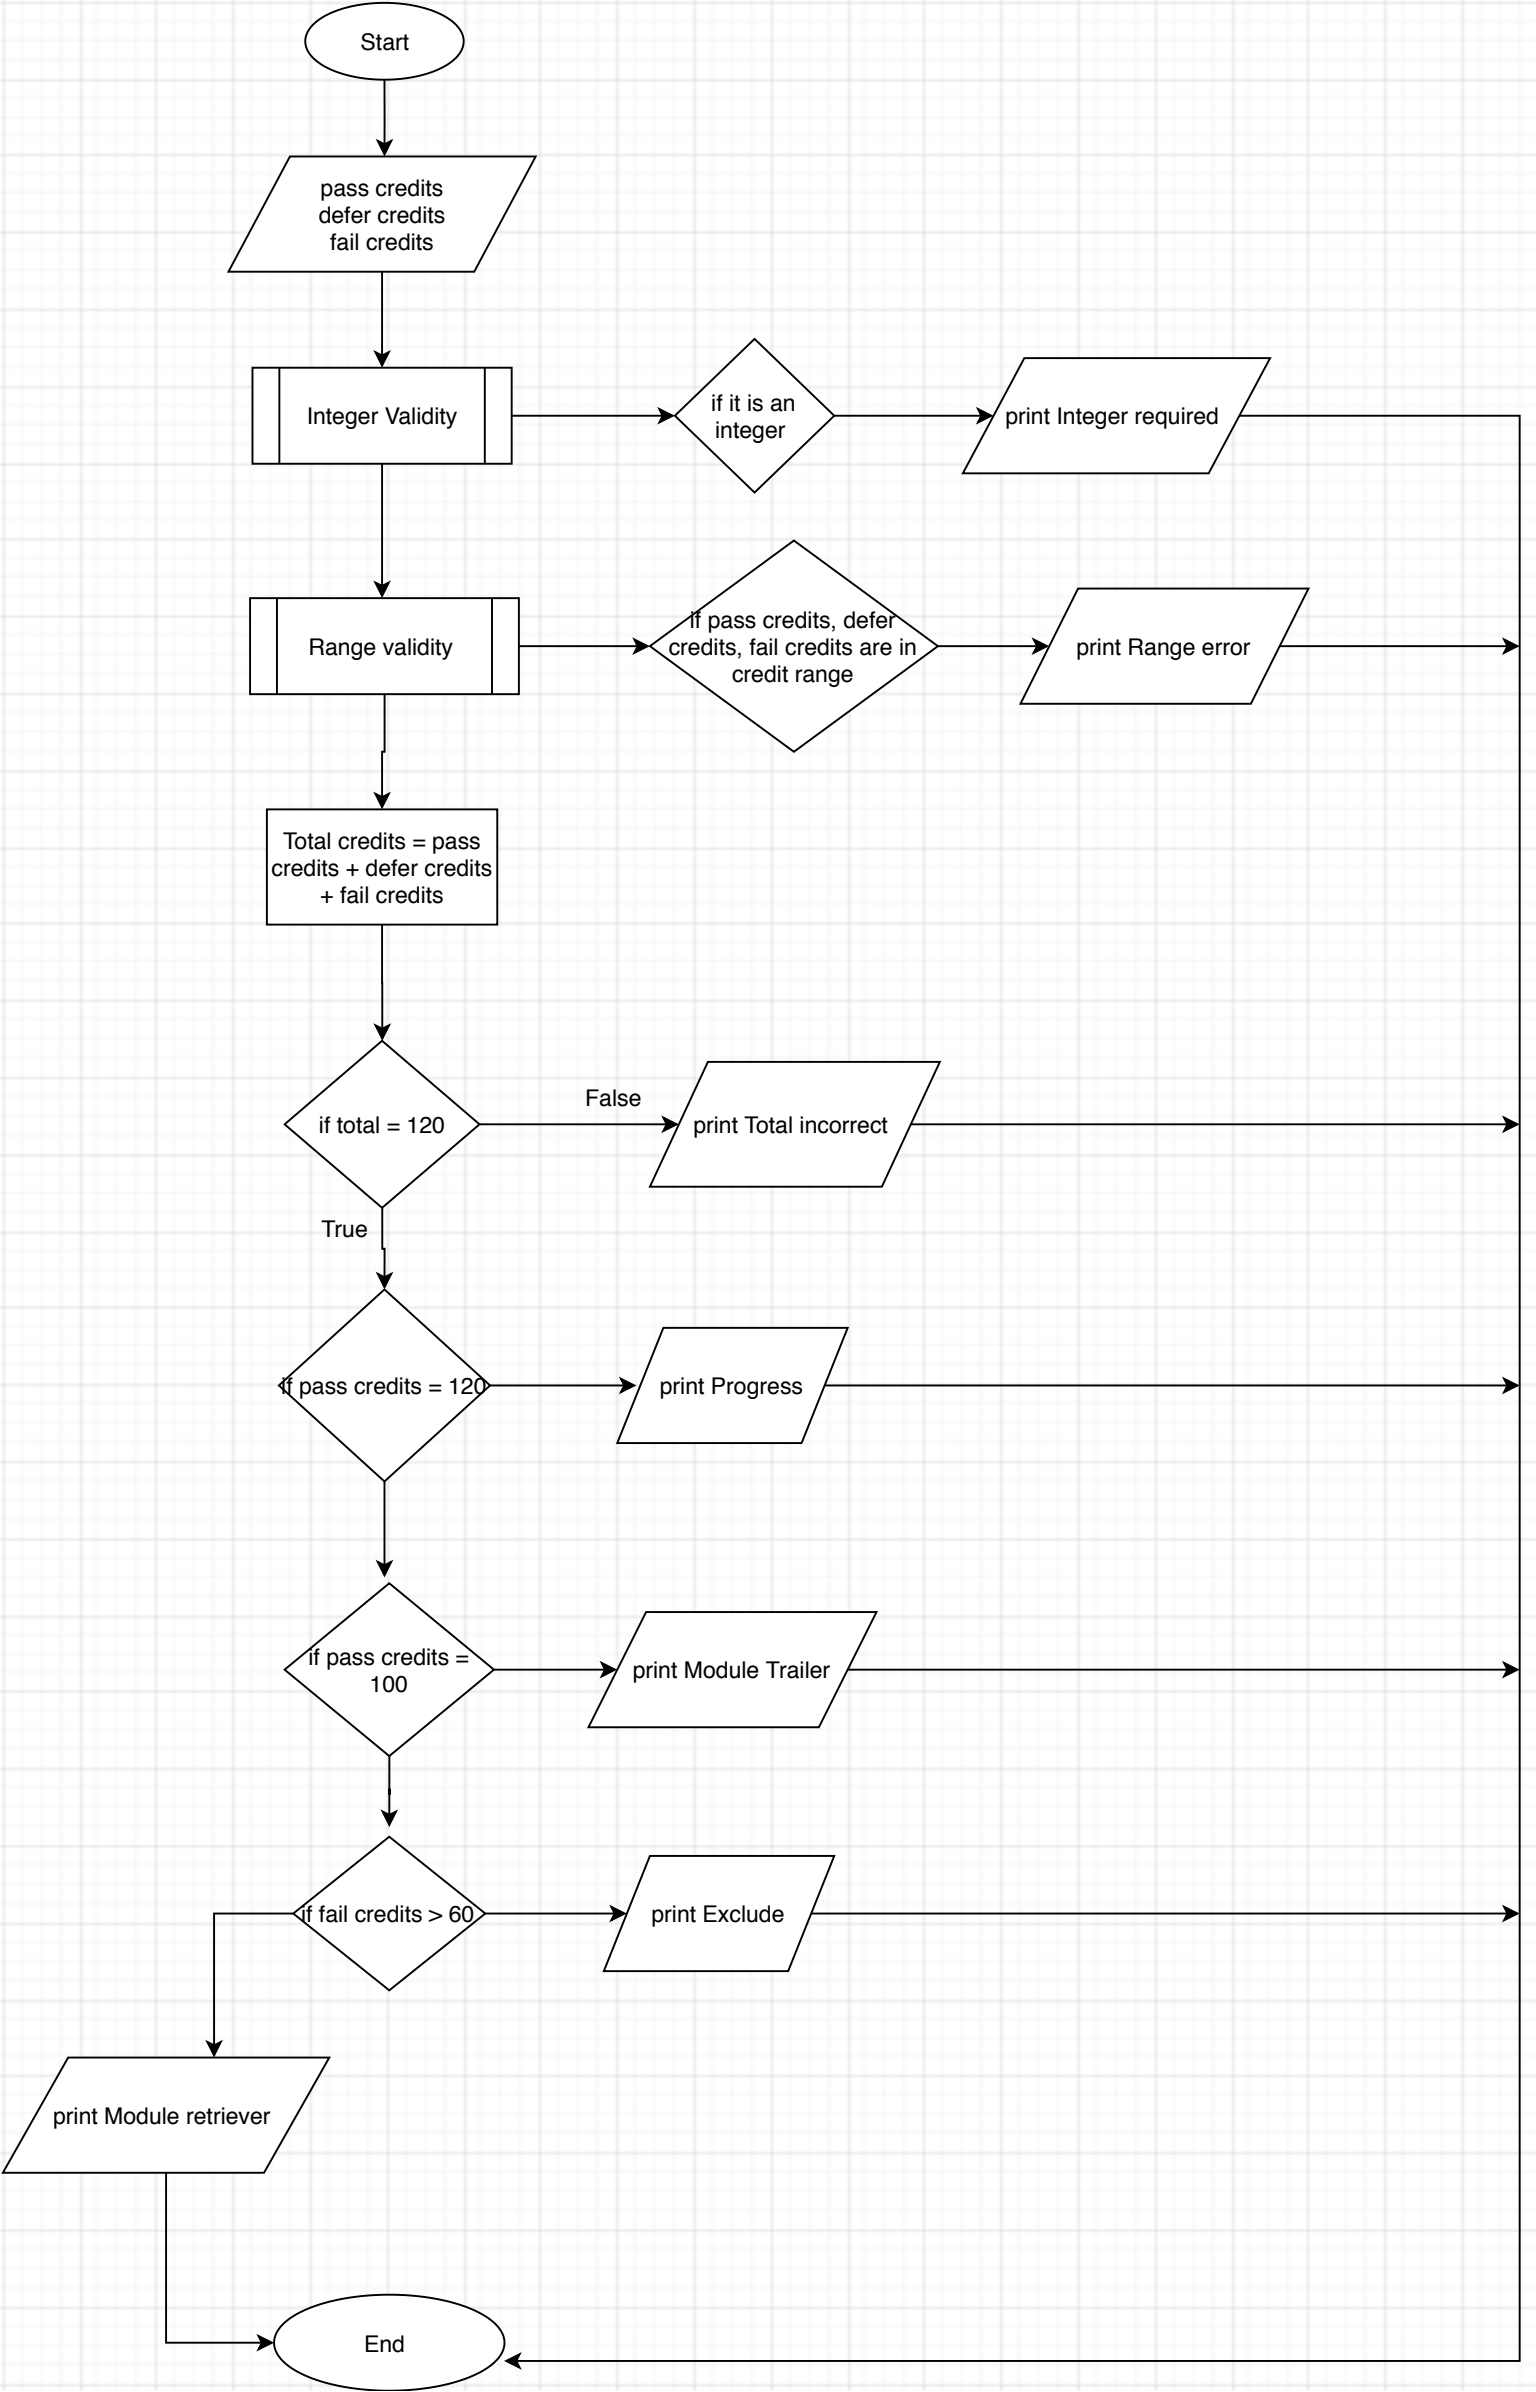 Start
pass credits
defer credits
fail credits
Integer Validity
if it is an
integer
print Integer required
Range validity
if pass credits, defer
credits, fail credits are in
credit range
print Range error
Total credits = pass
credits + defer credits
+ fail credits
if total = 120
False
print Total incorrect
True
if pass credits = 120
print Progress
if pass credits =
100
print Module Trailer
if fail credits > 60
print Exclude
print Module retriever
End